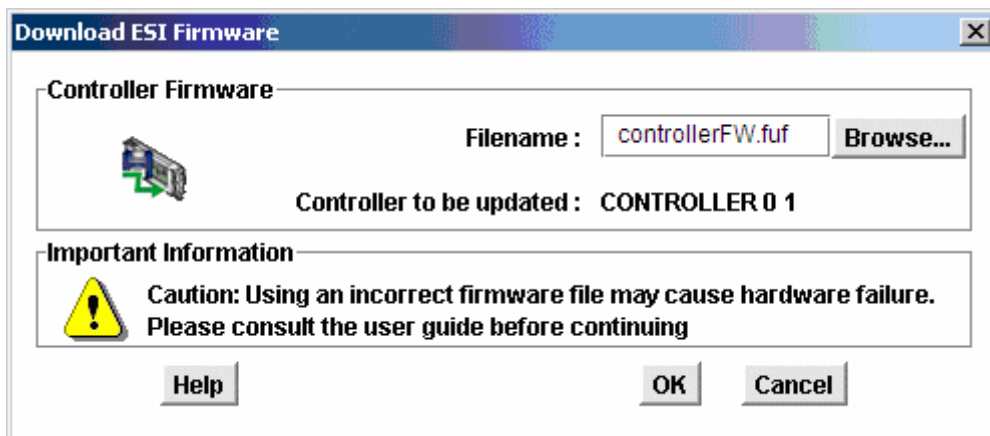 Download ESI Firmware
Controller Firmware
Filename : controllerFW.fuf Browse...
Controller to be updated : CONTROLLER 0 1
Important Information
Caution: Using an incorrect firmware file may cause hardware failure.
Please consult the user guide before continuing
Help OK Cancel